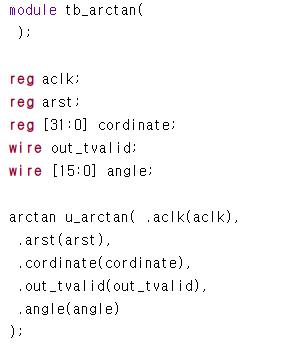 module tb_arctan(
);
reg aclk;
reg arst;
reg [31:0] cordinate;
wire out_tvalid;
wire [15:0] angle;
arctan u_arctan( .aclk(aclk),
.arst(arst),
.cordinate(cordinate),
.out_tvalid(out_tvalid),
.angle(angle)
);